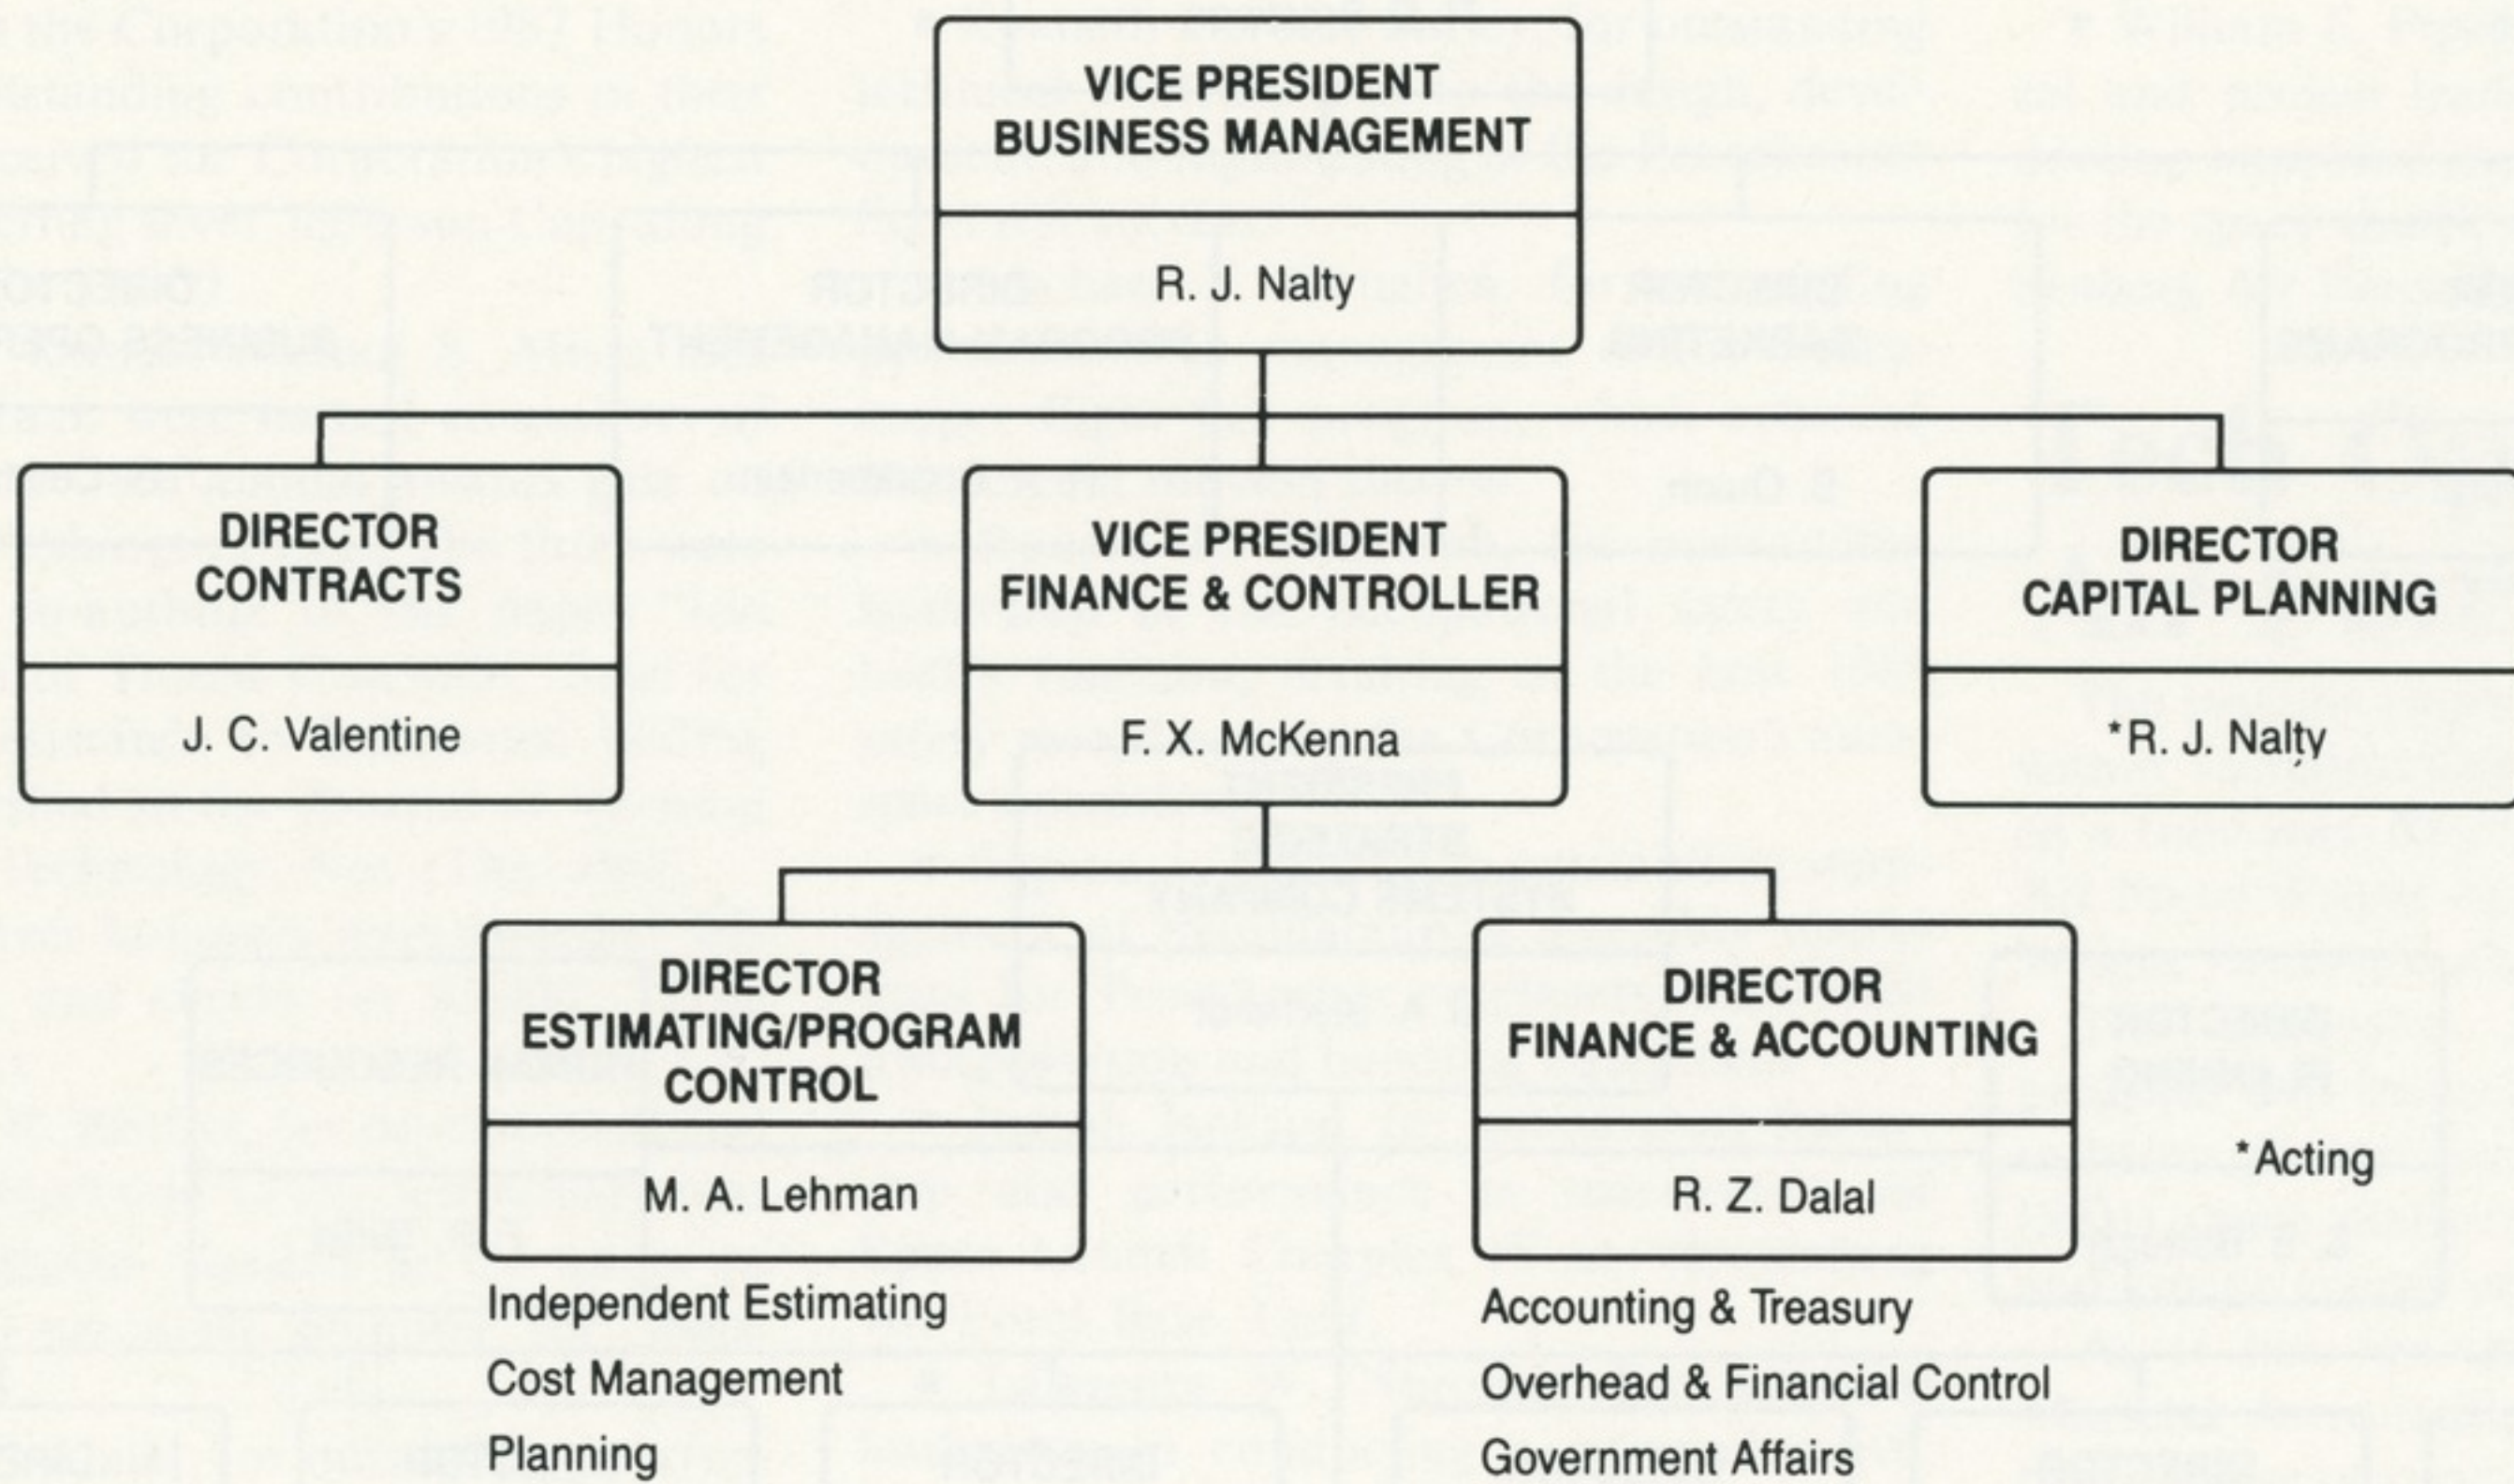 VICE PRESIDENT
BUSINESS MANAGEMENT
R. J. Nalty
DIRECTOR
CONTRACTS
J. C. Valentine
VICE PRESIDENT
FINANCE & CONTROLLER
F. X. McKenna
DIRECTOR
CAPITAL PLANNING
*R. J. Nalty
DIRECTOR
ESTIMATING/PROGRAM
CONTROL
M. A. Lehman
Independent Estimating
Cost Management
Planning
DIRECTOR
FINANCE & ACCOUNTING
R. Z. Dalal
Accounting & Treasury
Overhead & Financial Control
Government Affairs
*Acting